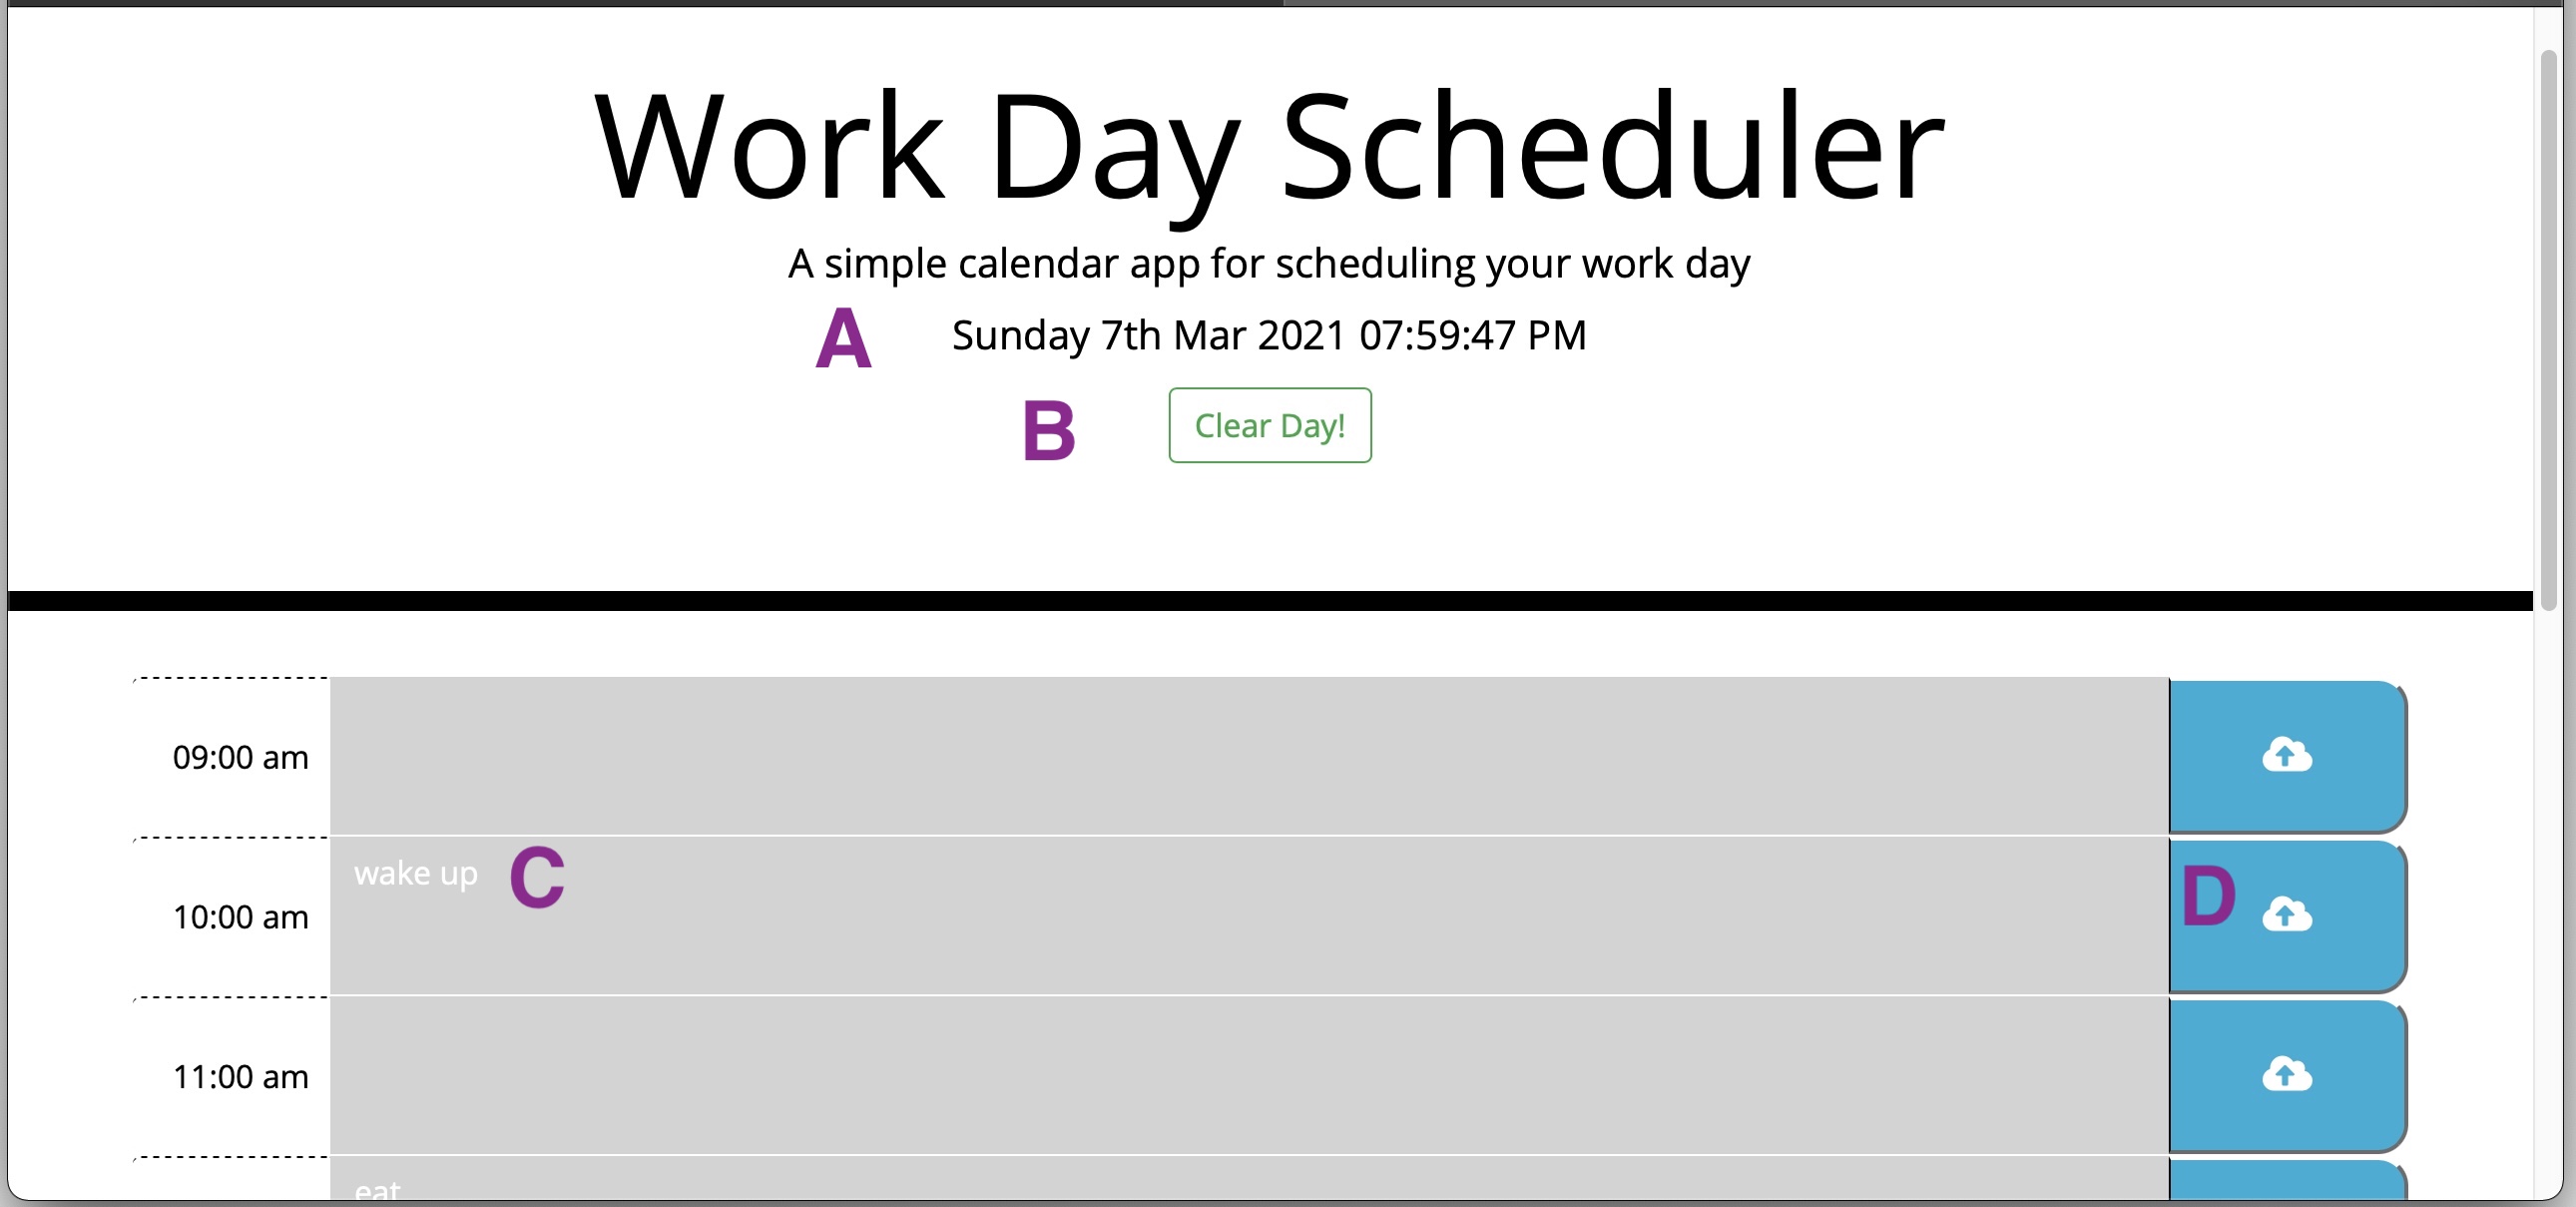 Work Day Scheduler
A simple calendar app for scheduling your work day
A Sunday 7th Mar 2021 07:59:47 PM
B Clear Day!
09:00 am
wake up C D
10:00 am
11:00 am
eat